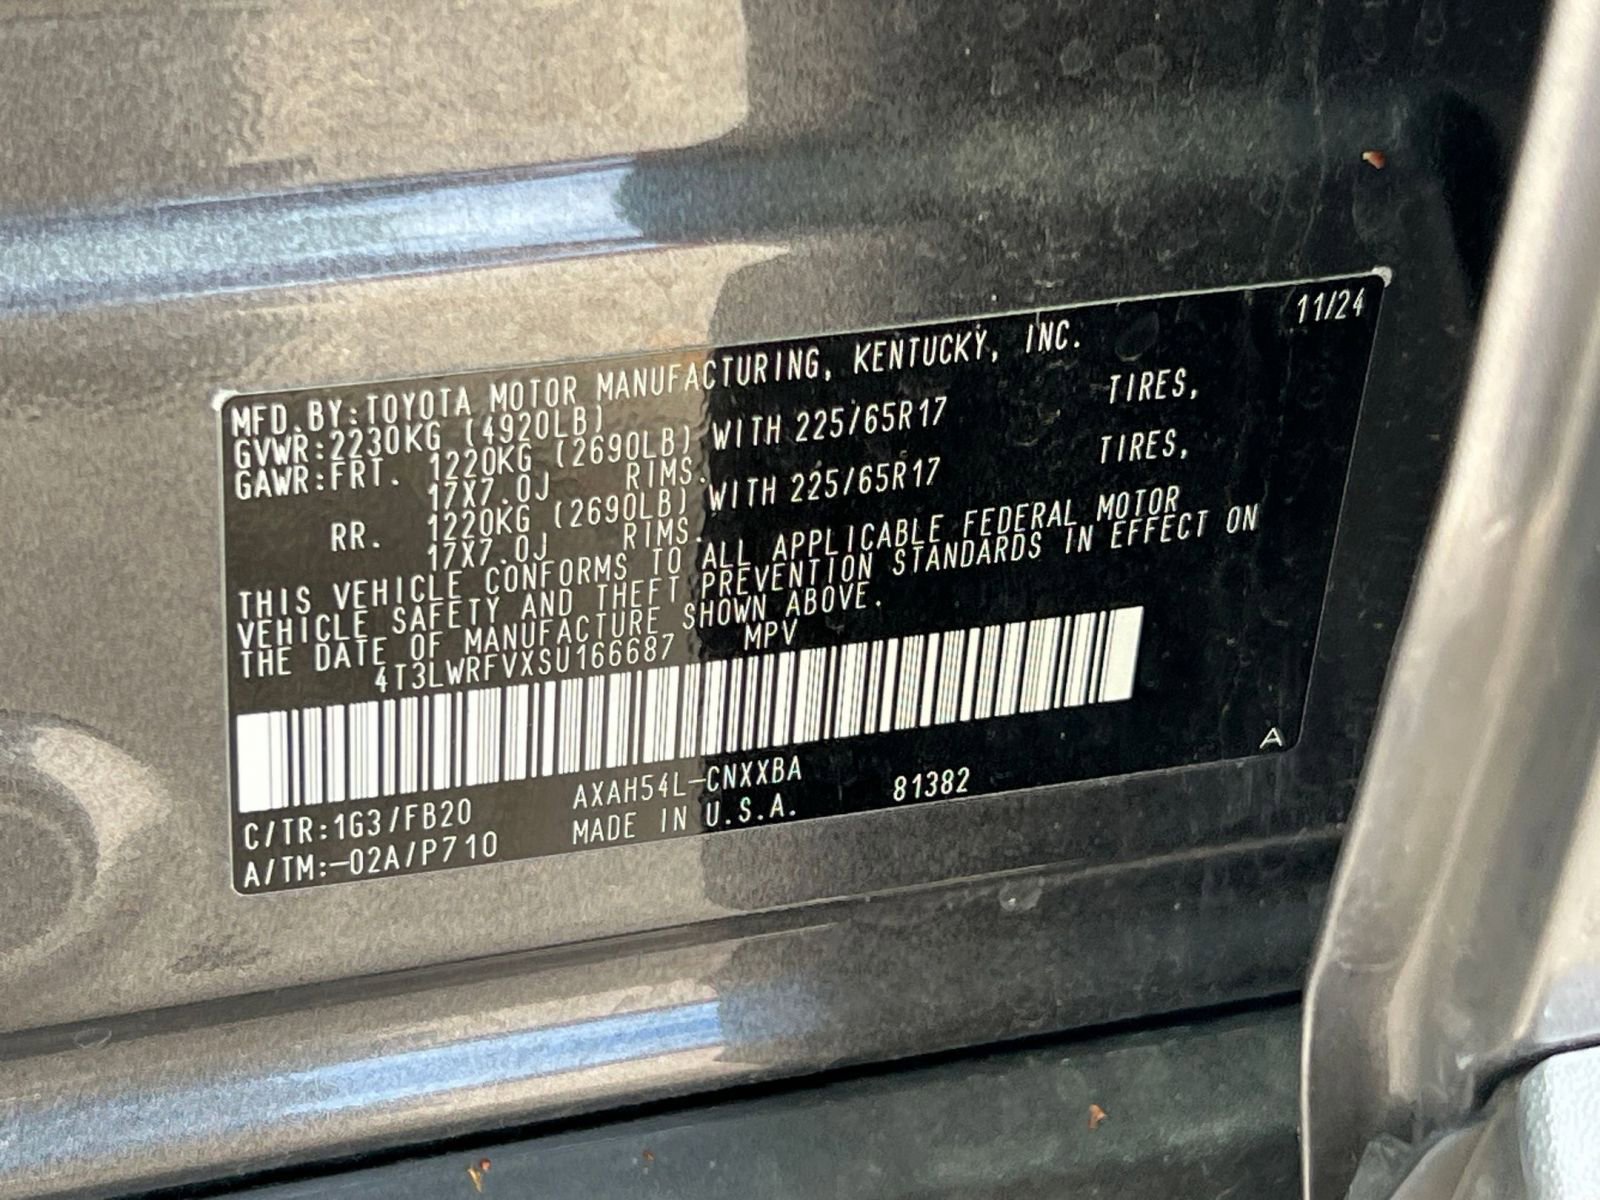 11/24
MFD.BY:TOYOTA MOTOR MANUFACTURING, KENTUCKY, INC.
GVWR:2230KG (4920LB)
GAWR:FRT. 1220KG (2690LB) WITH 225/65R17 TIRES,
17X7.0J RIMS.
RR. 1220KG (2690LB) WITH 225/65R17 TIRES,
17X7.0J RIMS.
THIS VEHICLE CONFORMS TO ALL APPLICABLE FEDERAL MOTOR
VEHICLE SAFETY AND THEFT PREVENTION STANDARDS IN EFFECT ON
THE DATE OF MANUFACTURE SHOWN ABOVE.
4T3LWRFVXSU166687 MPV
A
C/TR:1G3/FB20 AXAH54L-CNXXBA 81382
A/TM:-02A/P710 MADE IN U.S.A.